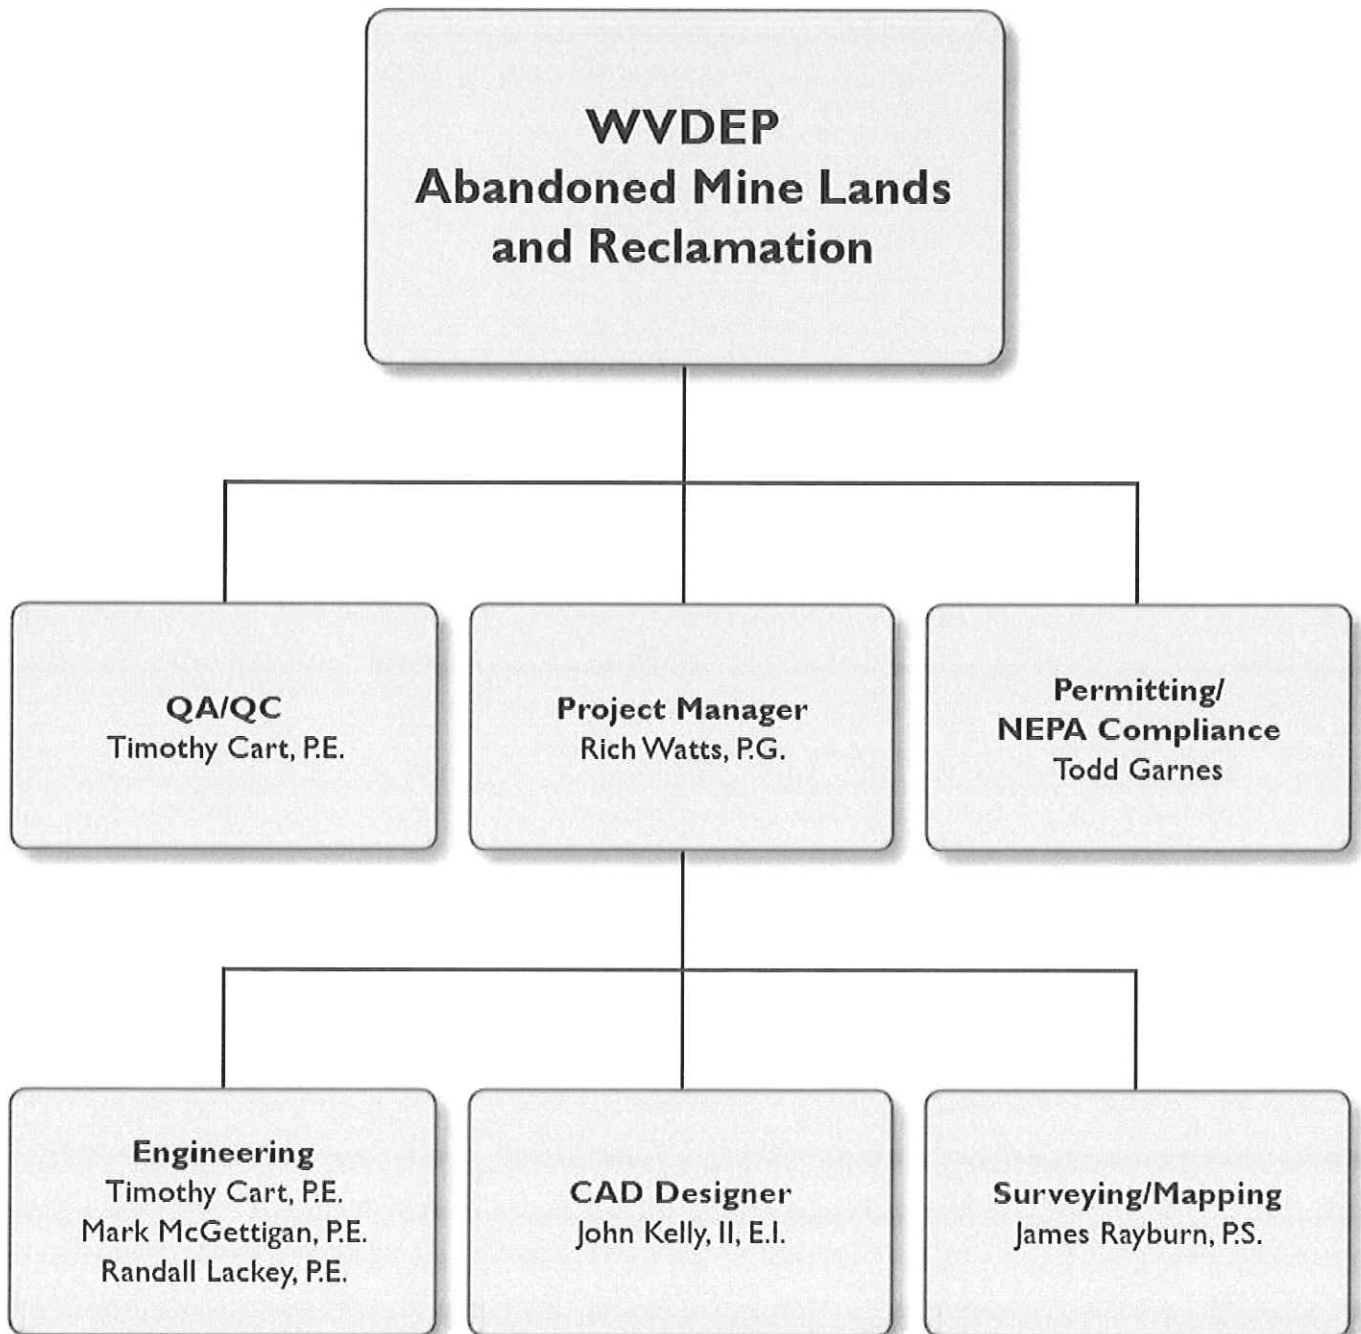 WVDEP
Abandoned Mine Lands
and Reclamation
QA/QC
Timothy Cart, P.E.
Project Manager
Rich Watts, P.G.
Permitting/
NEPA Compliance
Todd Garnes
Engineering
Timothy Cart, P.E.
Mark McGettigan, P.E.
Randall Lackey, P.E.
CAD Designer
John Kelly, II, E.I.
Surveying/Mapping
James Rayburn, P.S.